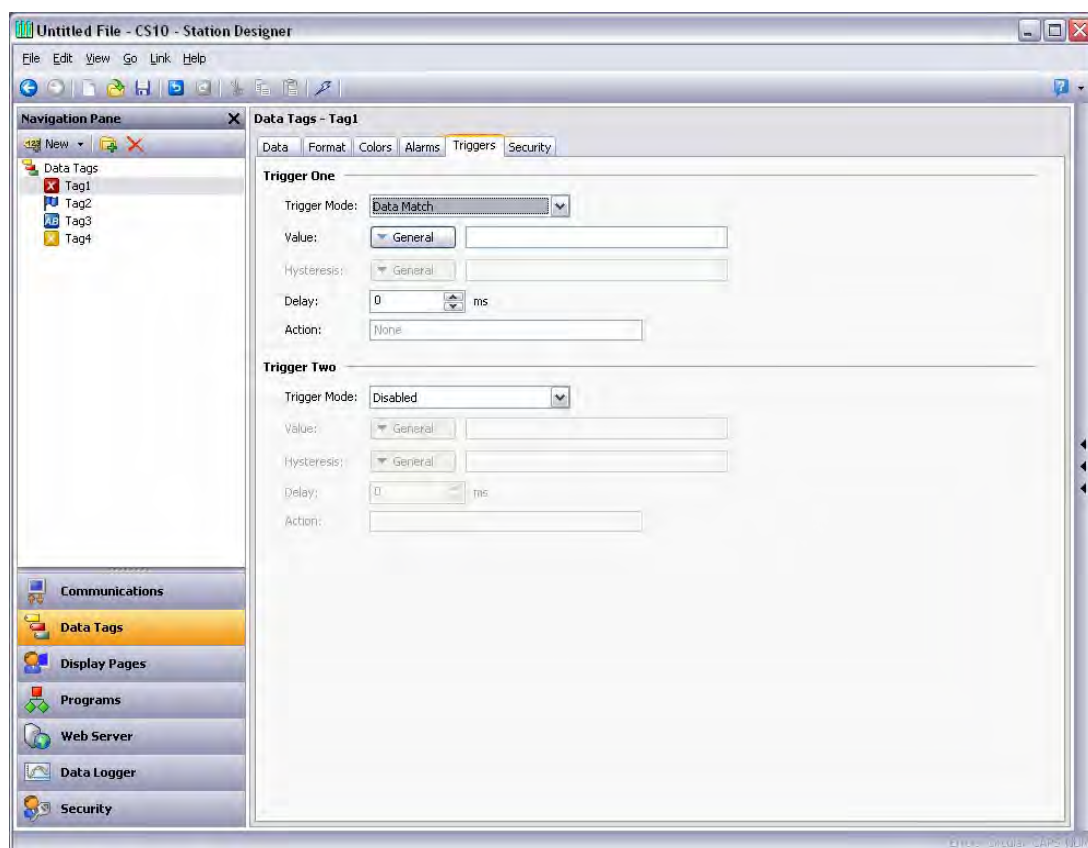 Untitled File - CS10 - Station Designer
File Edit View Go Link Help
Navigation Pane
New
Data Tags
Tag1
Tag2
Tag3
Tag4
Communications
Data Tags
Display Pages
Programs
Web Server
Data Logger
Security
Data Tags - Tag1
Data Format Colors Alarms Triggers Security
Trigger One
Trigger Mode: Data Match
Value: General
Hysteresis: General
Delay: 0 ms
Action: None
Trigger Two
Trigger Mode: Disabled
Value: General
Hysteresis: General
Delay: 0 ms
Action: